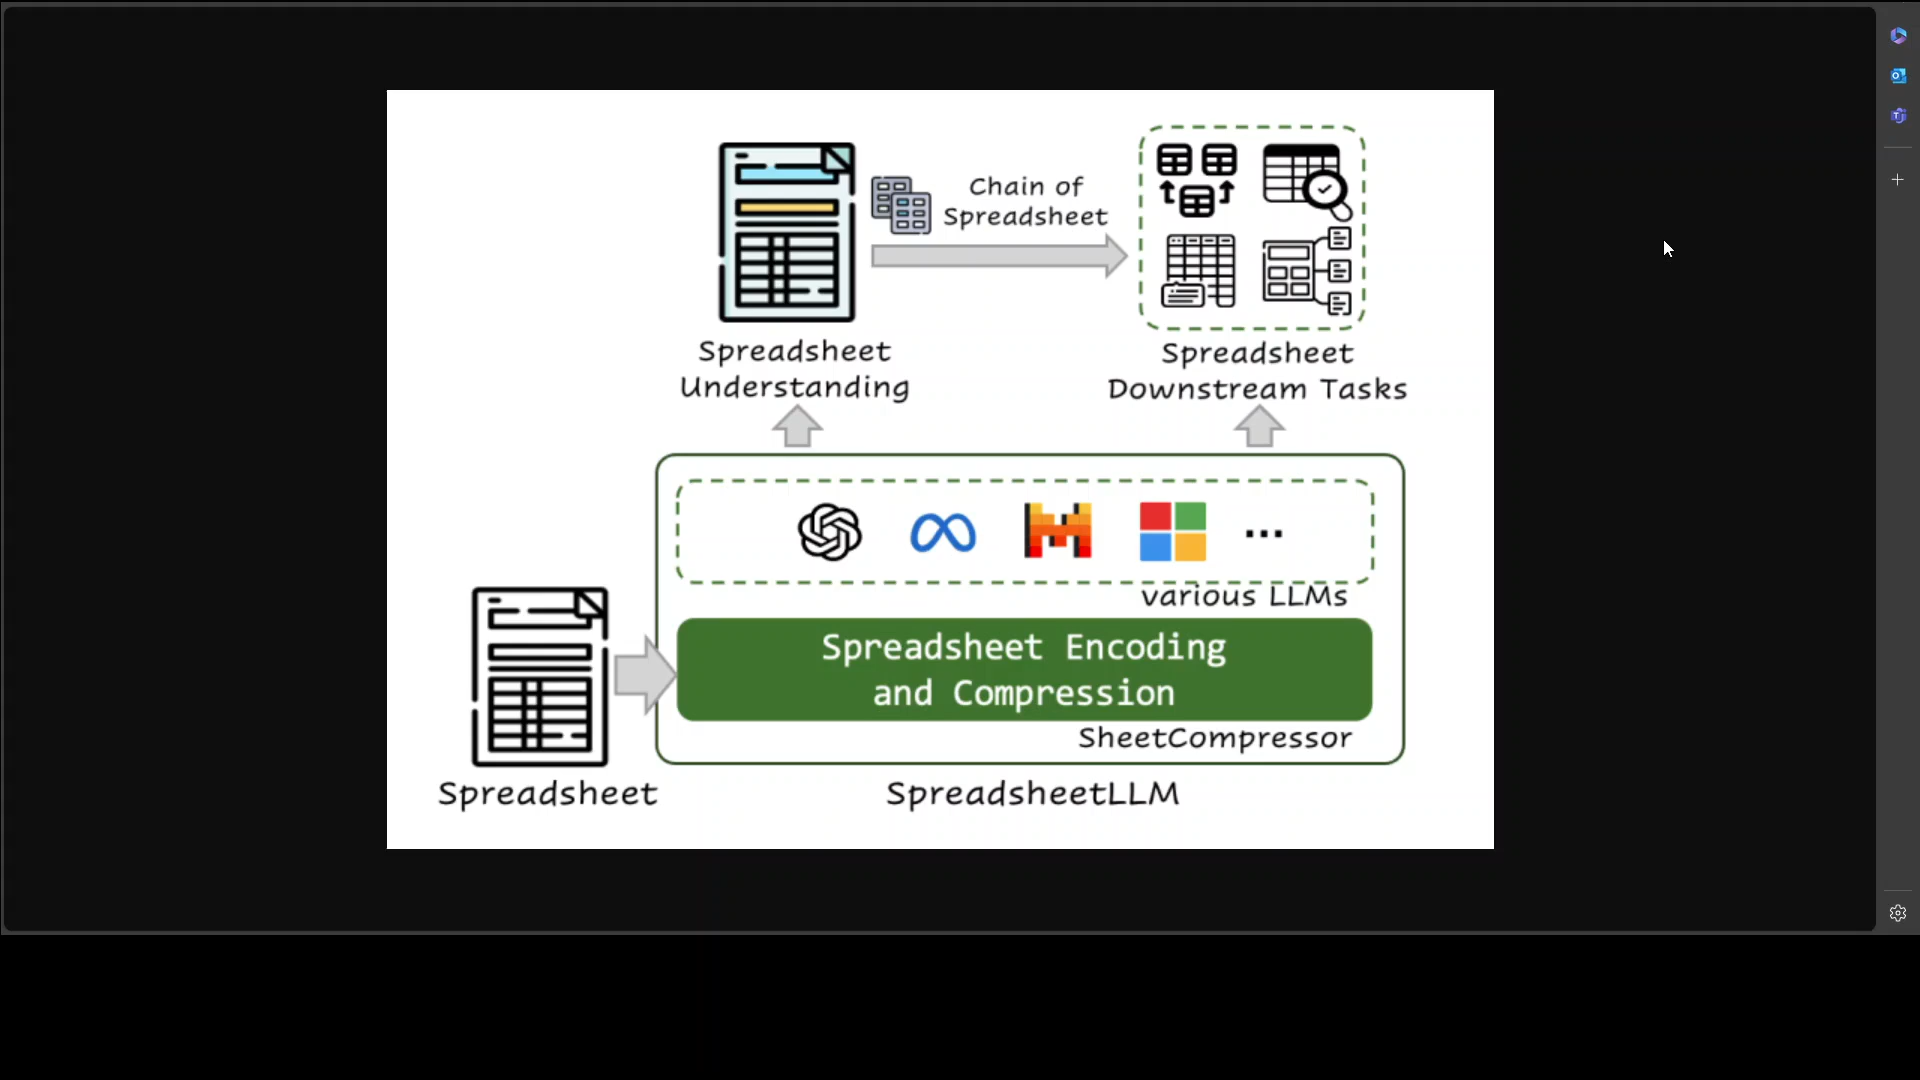 Chain of
Spreadsheet
Spreadsheet
Understanding
Spreadsheet
Downstream Tasks
...
various LLMs
Spreadsheet Encoding
and Compression
SheetCompressor
Spreadsheet
SpreadsheetLLM